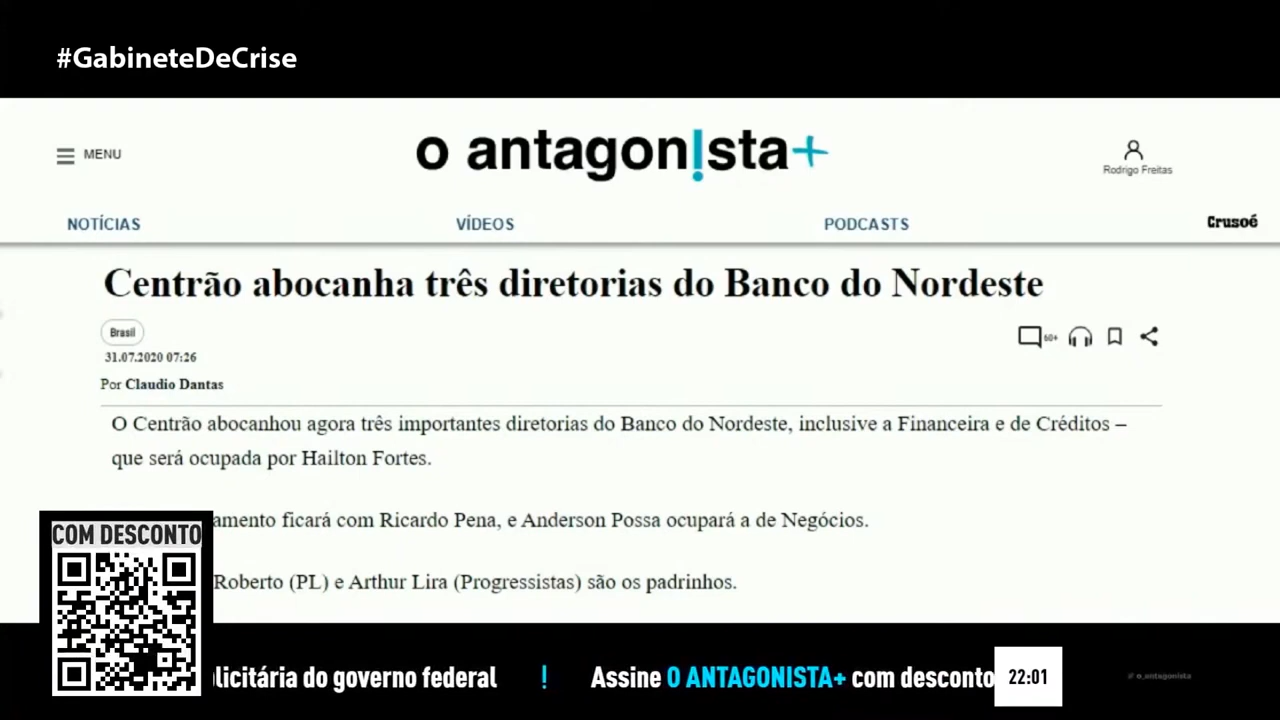 #GabineteDeCrise
MENU
o antagon!sta+
Rodrigo Freitas
NOTÍCIAS
VÍDEOS
PODCASTS
Crusoé
Centrão abocanha três diretorias do Banco do Nordeste
Brasil
60+
31.07.2020 07:26
Por Claudio Dantas
O Centrão abocanhou agora três importantes diretorias do Banco do Nordeste, inclusive a Financeira e de Créditos –
que será ocupada por Hailton Fortes.
COM DESCONTO
amento ficará com Ricardo Pena, e Anderson Possa ocupará a de Negócios.
Roberto (PL) e Arthur Lira (Progressistas) são os padrinhos.
licitária do governo federal ! Assine O ANTAGONISTA+ com desconto
22:01
o_antagonista